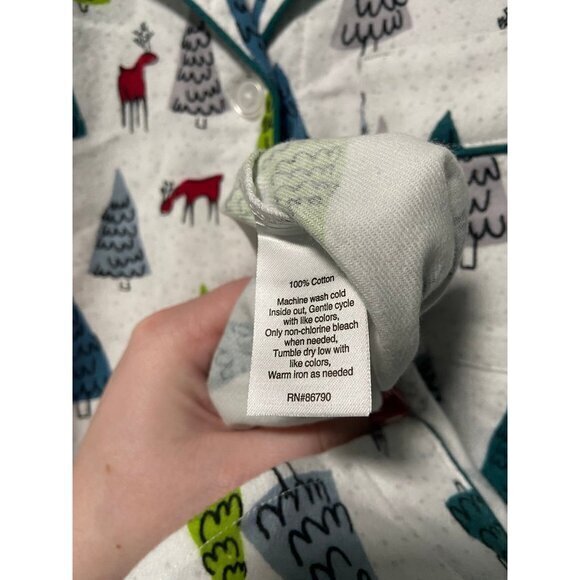 100% Cotton
Machine wash cold
Inside out, Gentle cycle
with like colors,
Only non-chlorine bleach
when needed,
Tumble dry low with
like colors,
Warm iron as needed
RN#86790